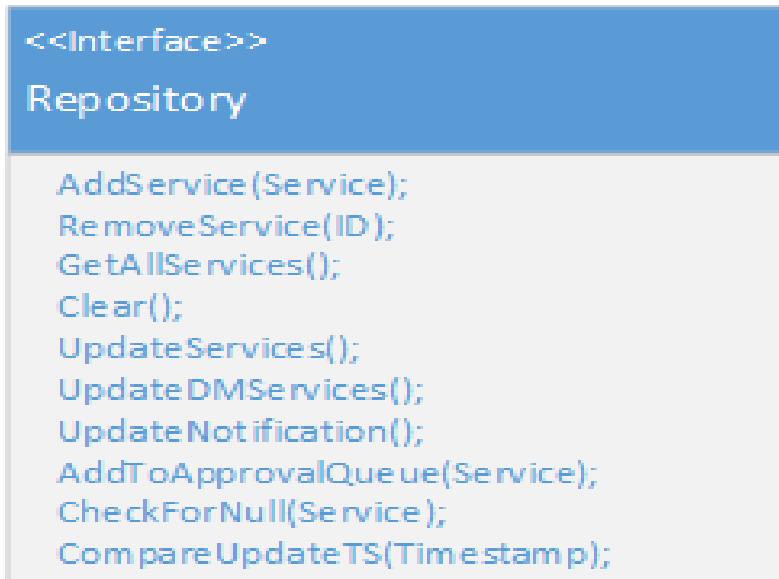 <<Interface>>
Repository
AddService(Service);
RemoveService(ID);
GetAllServices();
Clear();
UpdateServices();
UpdateDMServices();
UpdateNotification();
AddToApprovalQueue(Service);
CheckForNull(Service);
CompareUpdateTS(Timestamp);